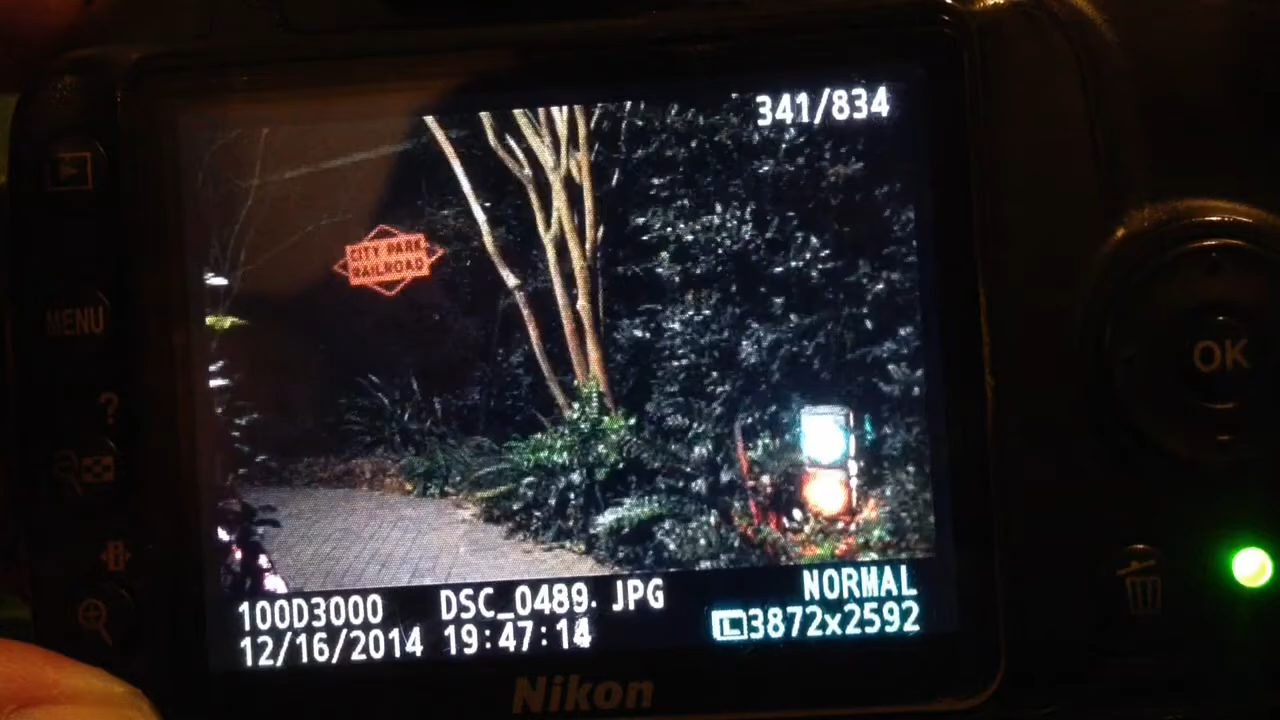 341/834
CITY PARK
RAILROAD
MENU
?
OK
100D3000 DSC_0489.JPG NORMAL
12/16/2014 19:47:14 L 3872x2592
Nikon